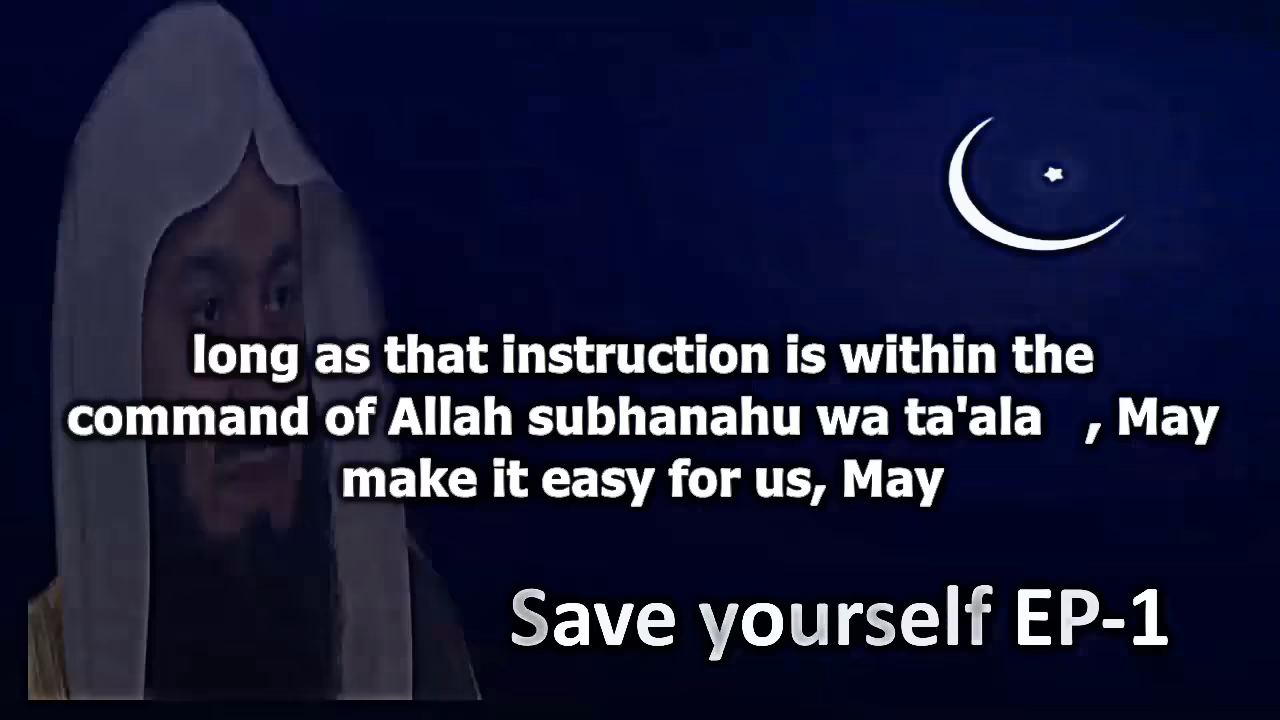 long as that instruction is within the
command of Allah subhanahu wa ta'ala , May
make it easy for us, May
Save yourself EP-1